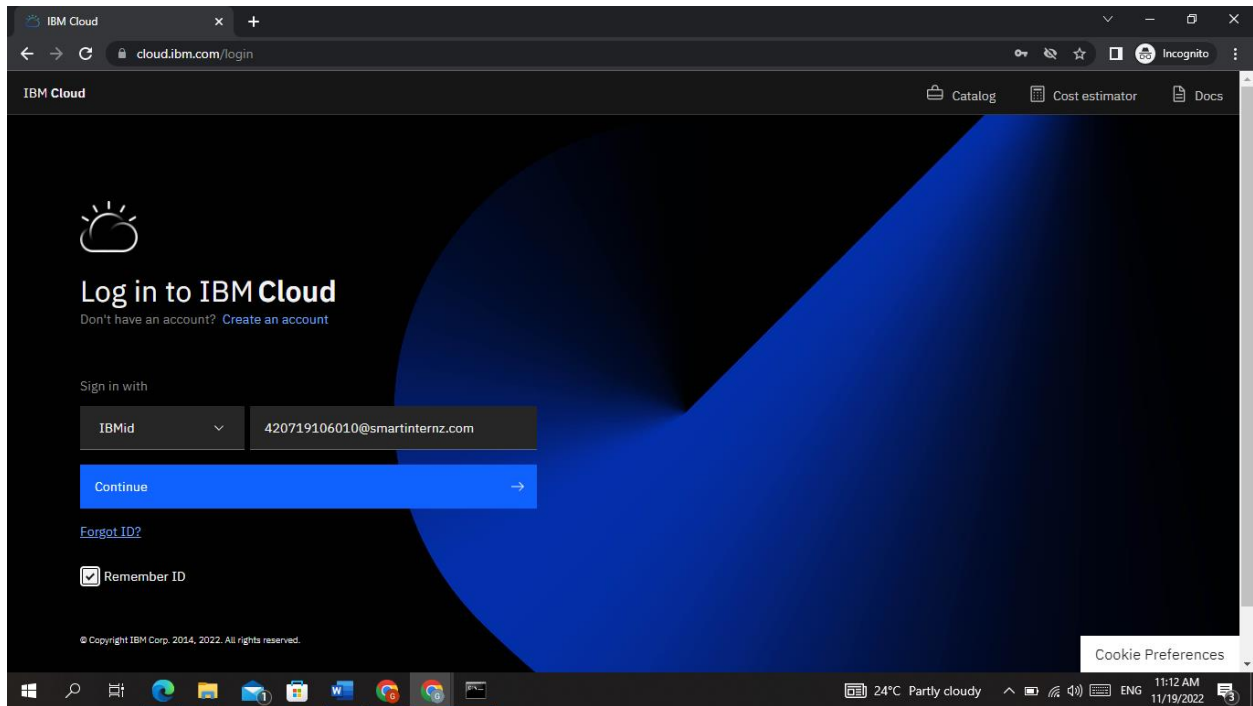 IBM Cloud
cloud.ibm.com/login
Incognito
IBM Cloud
Catalog
Cost estimator
Docs
Log in to IBM Cloud
Don't have an account? Create an account
Sign in with
IBMid
420719106010@smartinternz.com
Continue
Forgot ID?
Remember ID
© Copyright IBM Corp. 2014, 2022. All rights reserved.
Cookie Preferences
24°C Partly cloudy
ENG
11:12 AM
11/19/2022